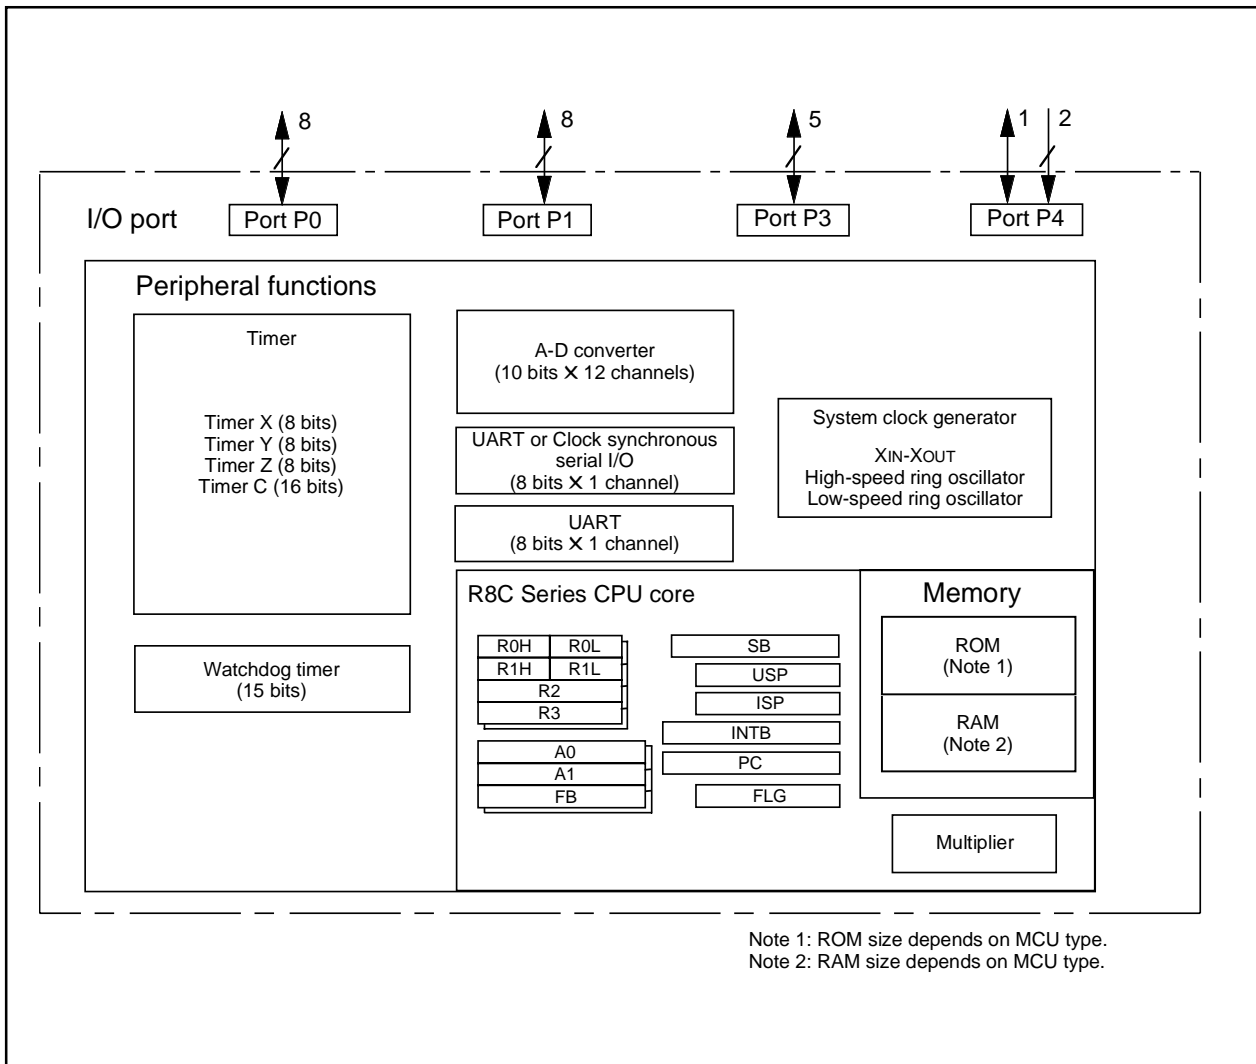 8
8
5
1
2
I/O port
Port P0
Port P1
Port P3
Port P4
Peripheral functions
Timer
Timer X (8 bits)
Timer Y (8 bits)
Timer Z (8 bits)
Timer C (16 bits)
Watchdog timer
(15 bits)
A-D converter
(10 bits X 12 channels)
UART or Clock synchronous
serial I/O
(8 bits X 1 channel)
UART
(8 bits X 1 channel)
System clock generator
XIN-XOUT
High-speed ring oscillator
Low-speed ring oscillator
R8C Series CPU core
R0H
R0L
R1H
R1L
R2
R3
A0
A1
FB
SB
USP
ISP
INTB
PC
FLG
Memory
ROM
(Note 1)
RAM
(Note 2)
Multiplier
Note 1: ROM size depends on MCU type.
Note 2: RAM size depends on MCU type.